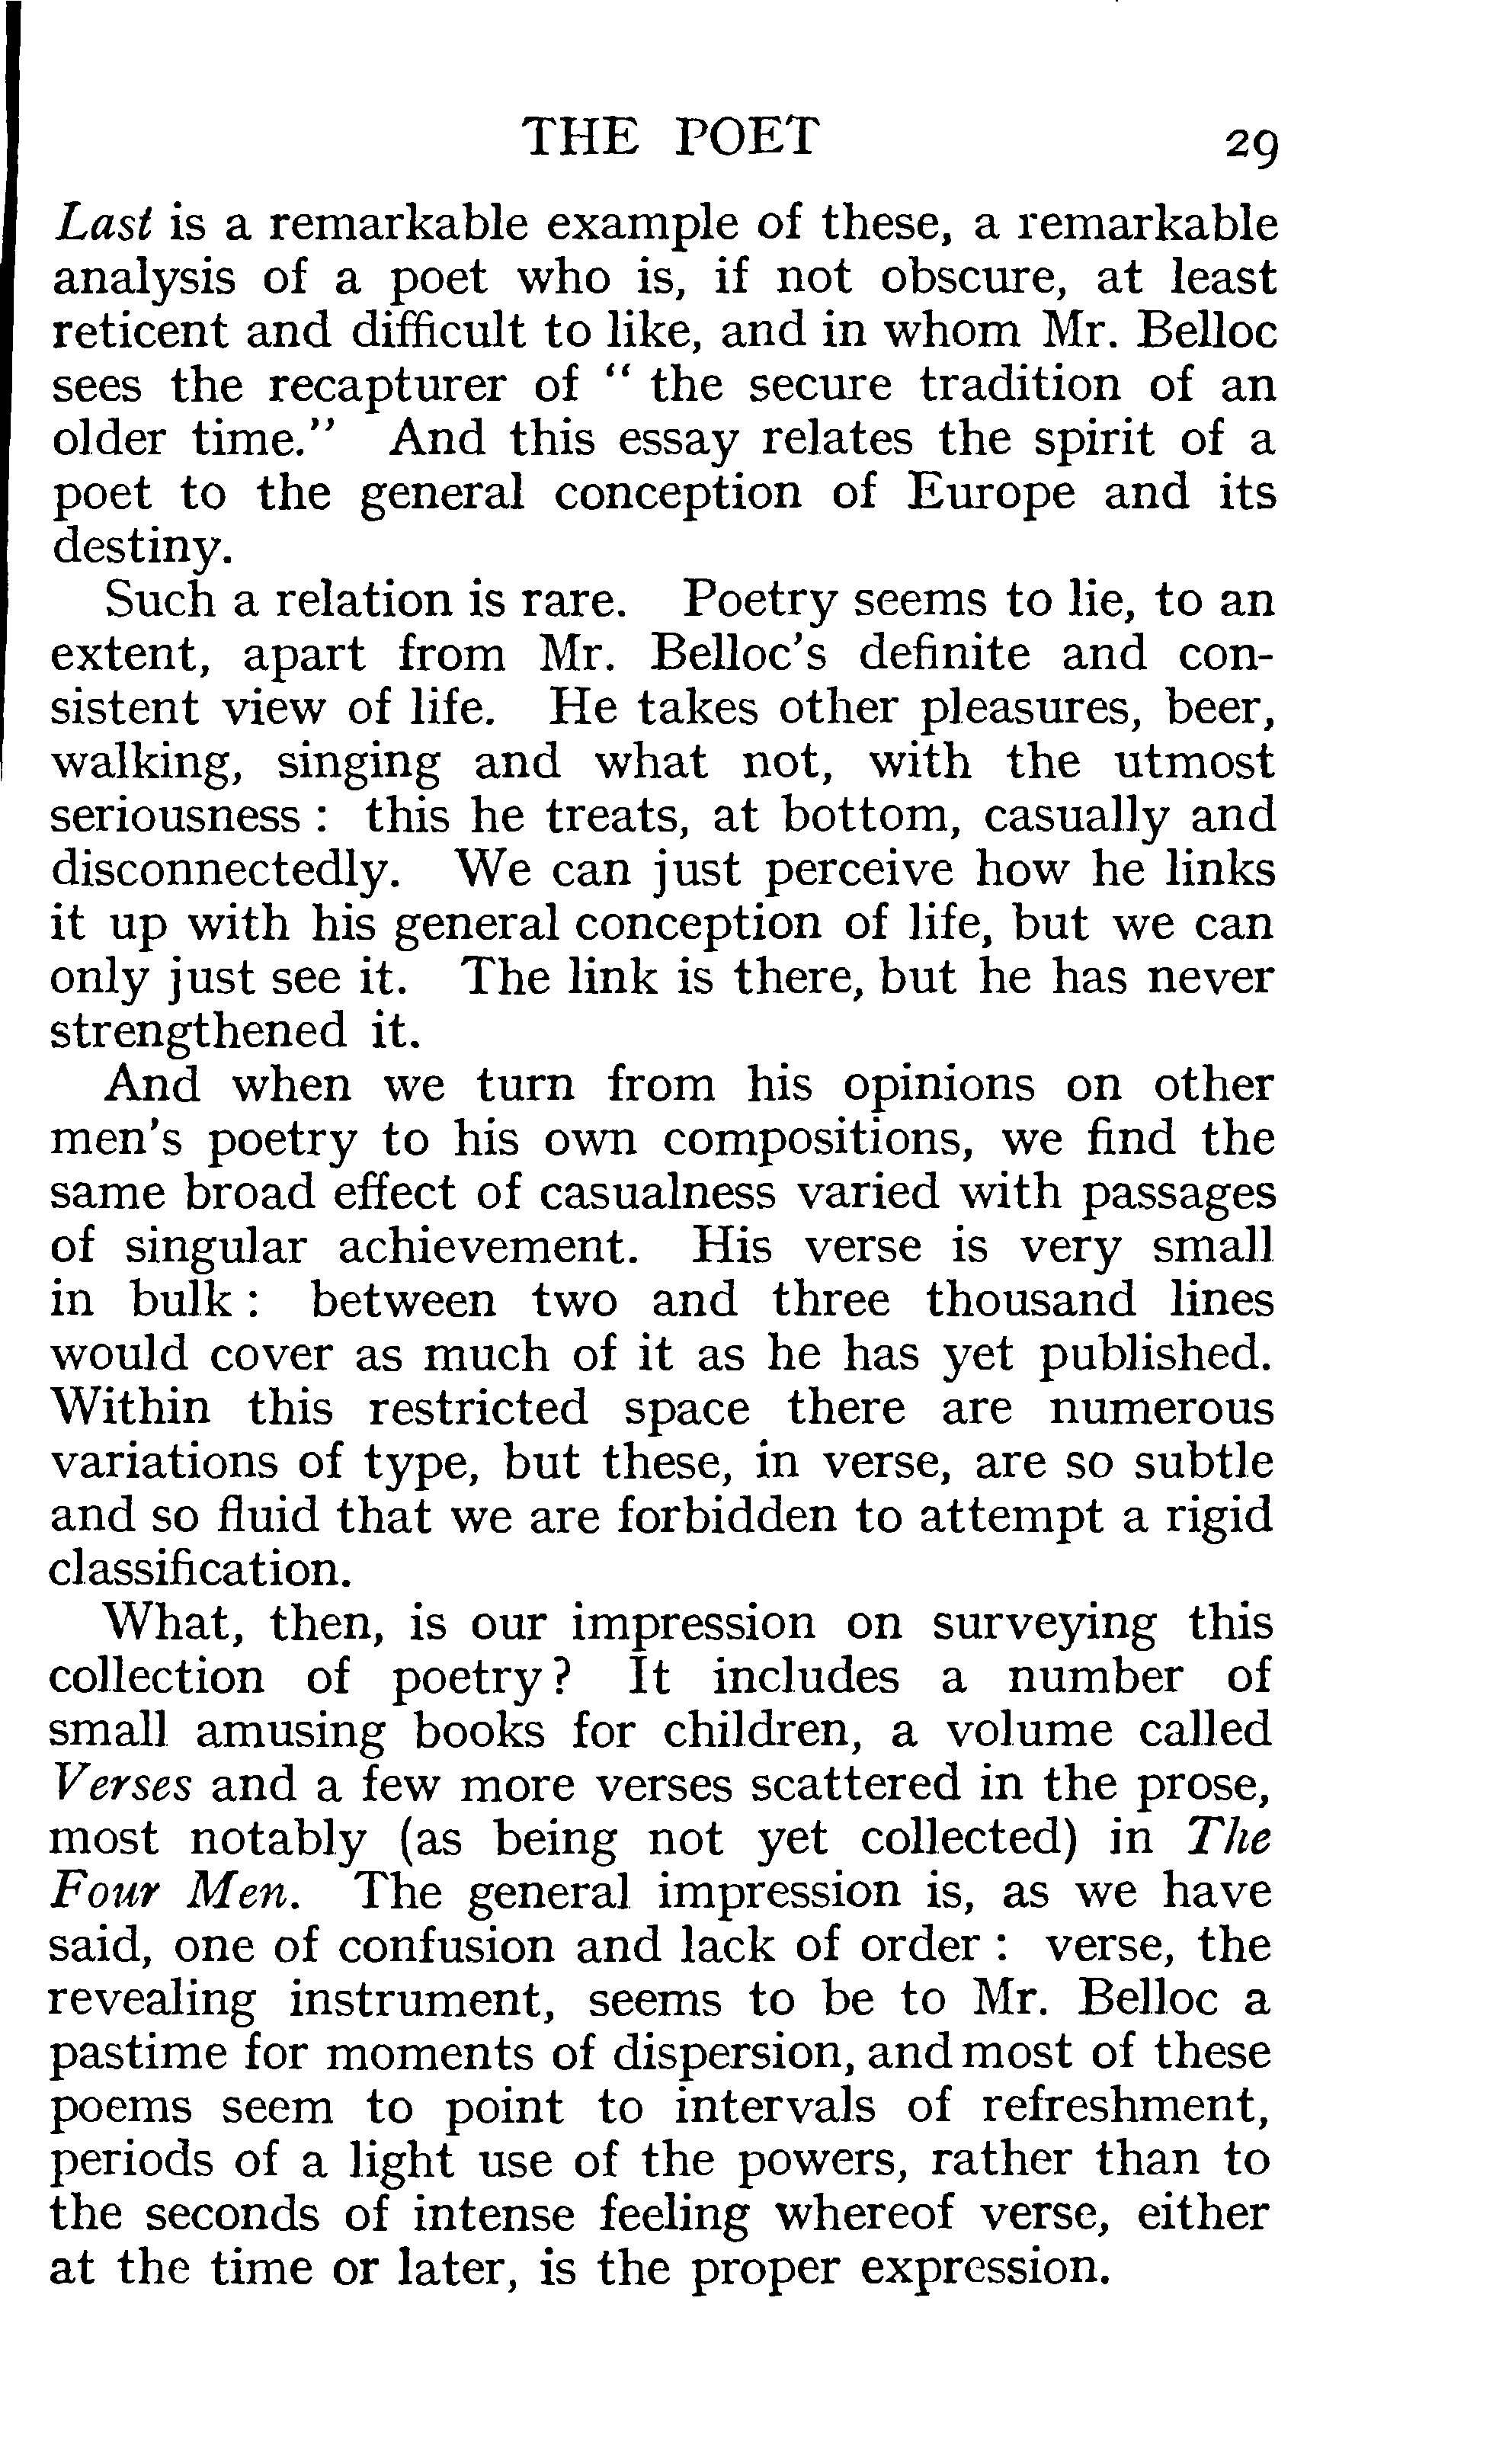 THE POET 29
Last is a remarkable example of these, a remarkable
analysis of a poet who is, if not obscure, at least
reticent and difficult to like, and in whom Mr. Belloc
sees the recapturer of " the secure tradition of an
older time." And this essay relates the spirit of a
poet to the general conception of Europe and its
destiny.
Such a relation is rare. Poetry seems to lie, to an
extent, apart from Mr. Belloc's definite and con-
sistent view of life. He takes other pleasures, beer,
walking, singing and what not, with the utmost
seriousness : this he treats, at bottom, casually and
disconnectedly. We can just perceive how he links
it up with his general conception of life, but we can
only just see it. The link is there, but he has never
strengthened it.
And when we turn from his opinions on other
men's poetry to his own compositions, we find the
same broad effect of casualness varied with passages
of singular achievement. His verse is very small
in bulk : between two and three thousand lines
would cover as much of it as he has yet published.
Within this restricted space there are numerous
variations of type, but these, in verse, are so subtle
and so fluid that we are forbidden to attempt a rigid
classification.
What, then, is our impression on surveying this
collection of poetry ? It includes a number of
small amusing books for children, a volume called
Verses and a few more verses scattered in the prose,
most notably (as being not yet collected) in The
Four Men. The general impression is, as we have
said, one of confusion and lack of order : verse, the
revealing instrument, seems to be to Mr. Belloc a
pastime for moments of dispersion, and most of these
poems seem to point to intervals of refreshment,
periods of a light use of the powers, rather than to
the seconds of intense feeling whereof verse, either
at the time or later, is the proper expression.